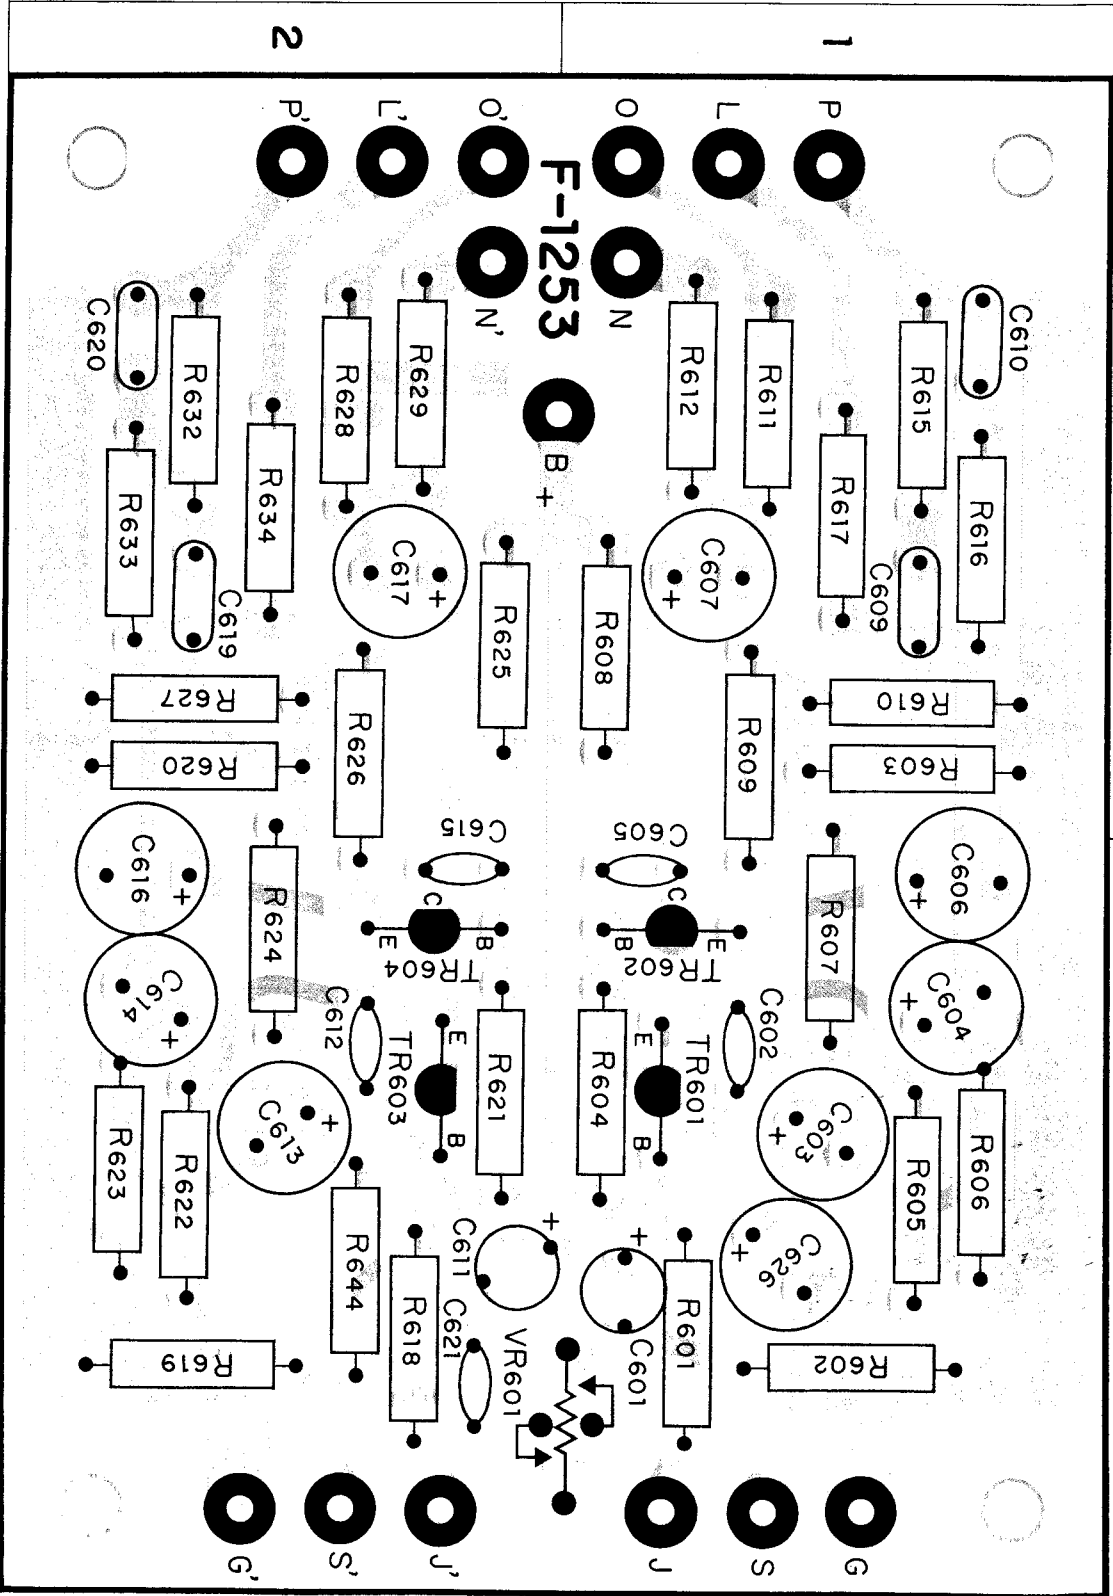 2
1
P'
L'
O'
O
L
P
F-1253
N'
N
C620
R632
R628
R629
R612
R611
R615
C610
B +
R633
R634
C619
C617 +
R625
R608
C607 +
R617
C609
R616
R627
R626
R609
R610
R620
R603
C616 +
C615
C605
C606 +
R624
E C B
TR604
B C E
TR602
R607
C614 +
C612
TR603
E
B
R621
R604
E
B
TR601
C602
C604 +
R623
R622
C613 +
C603 +
R605
R606
R644
R618
C611 +
C601 +
R601
C626 +
R619
C621
VR601
R602
G'
S'
J'
J
S
G